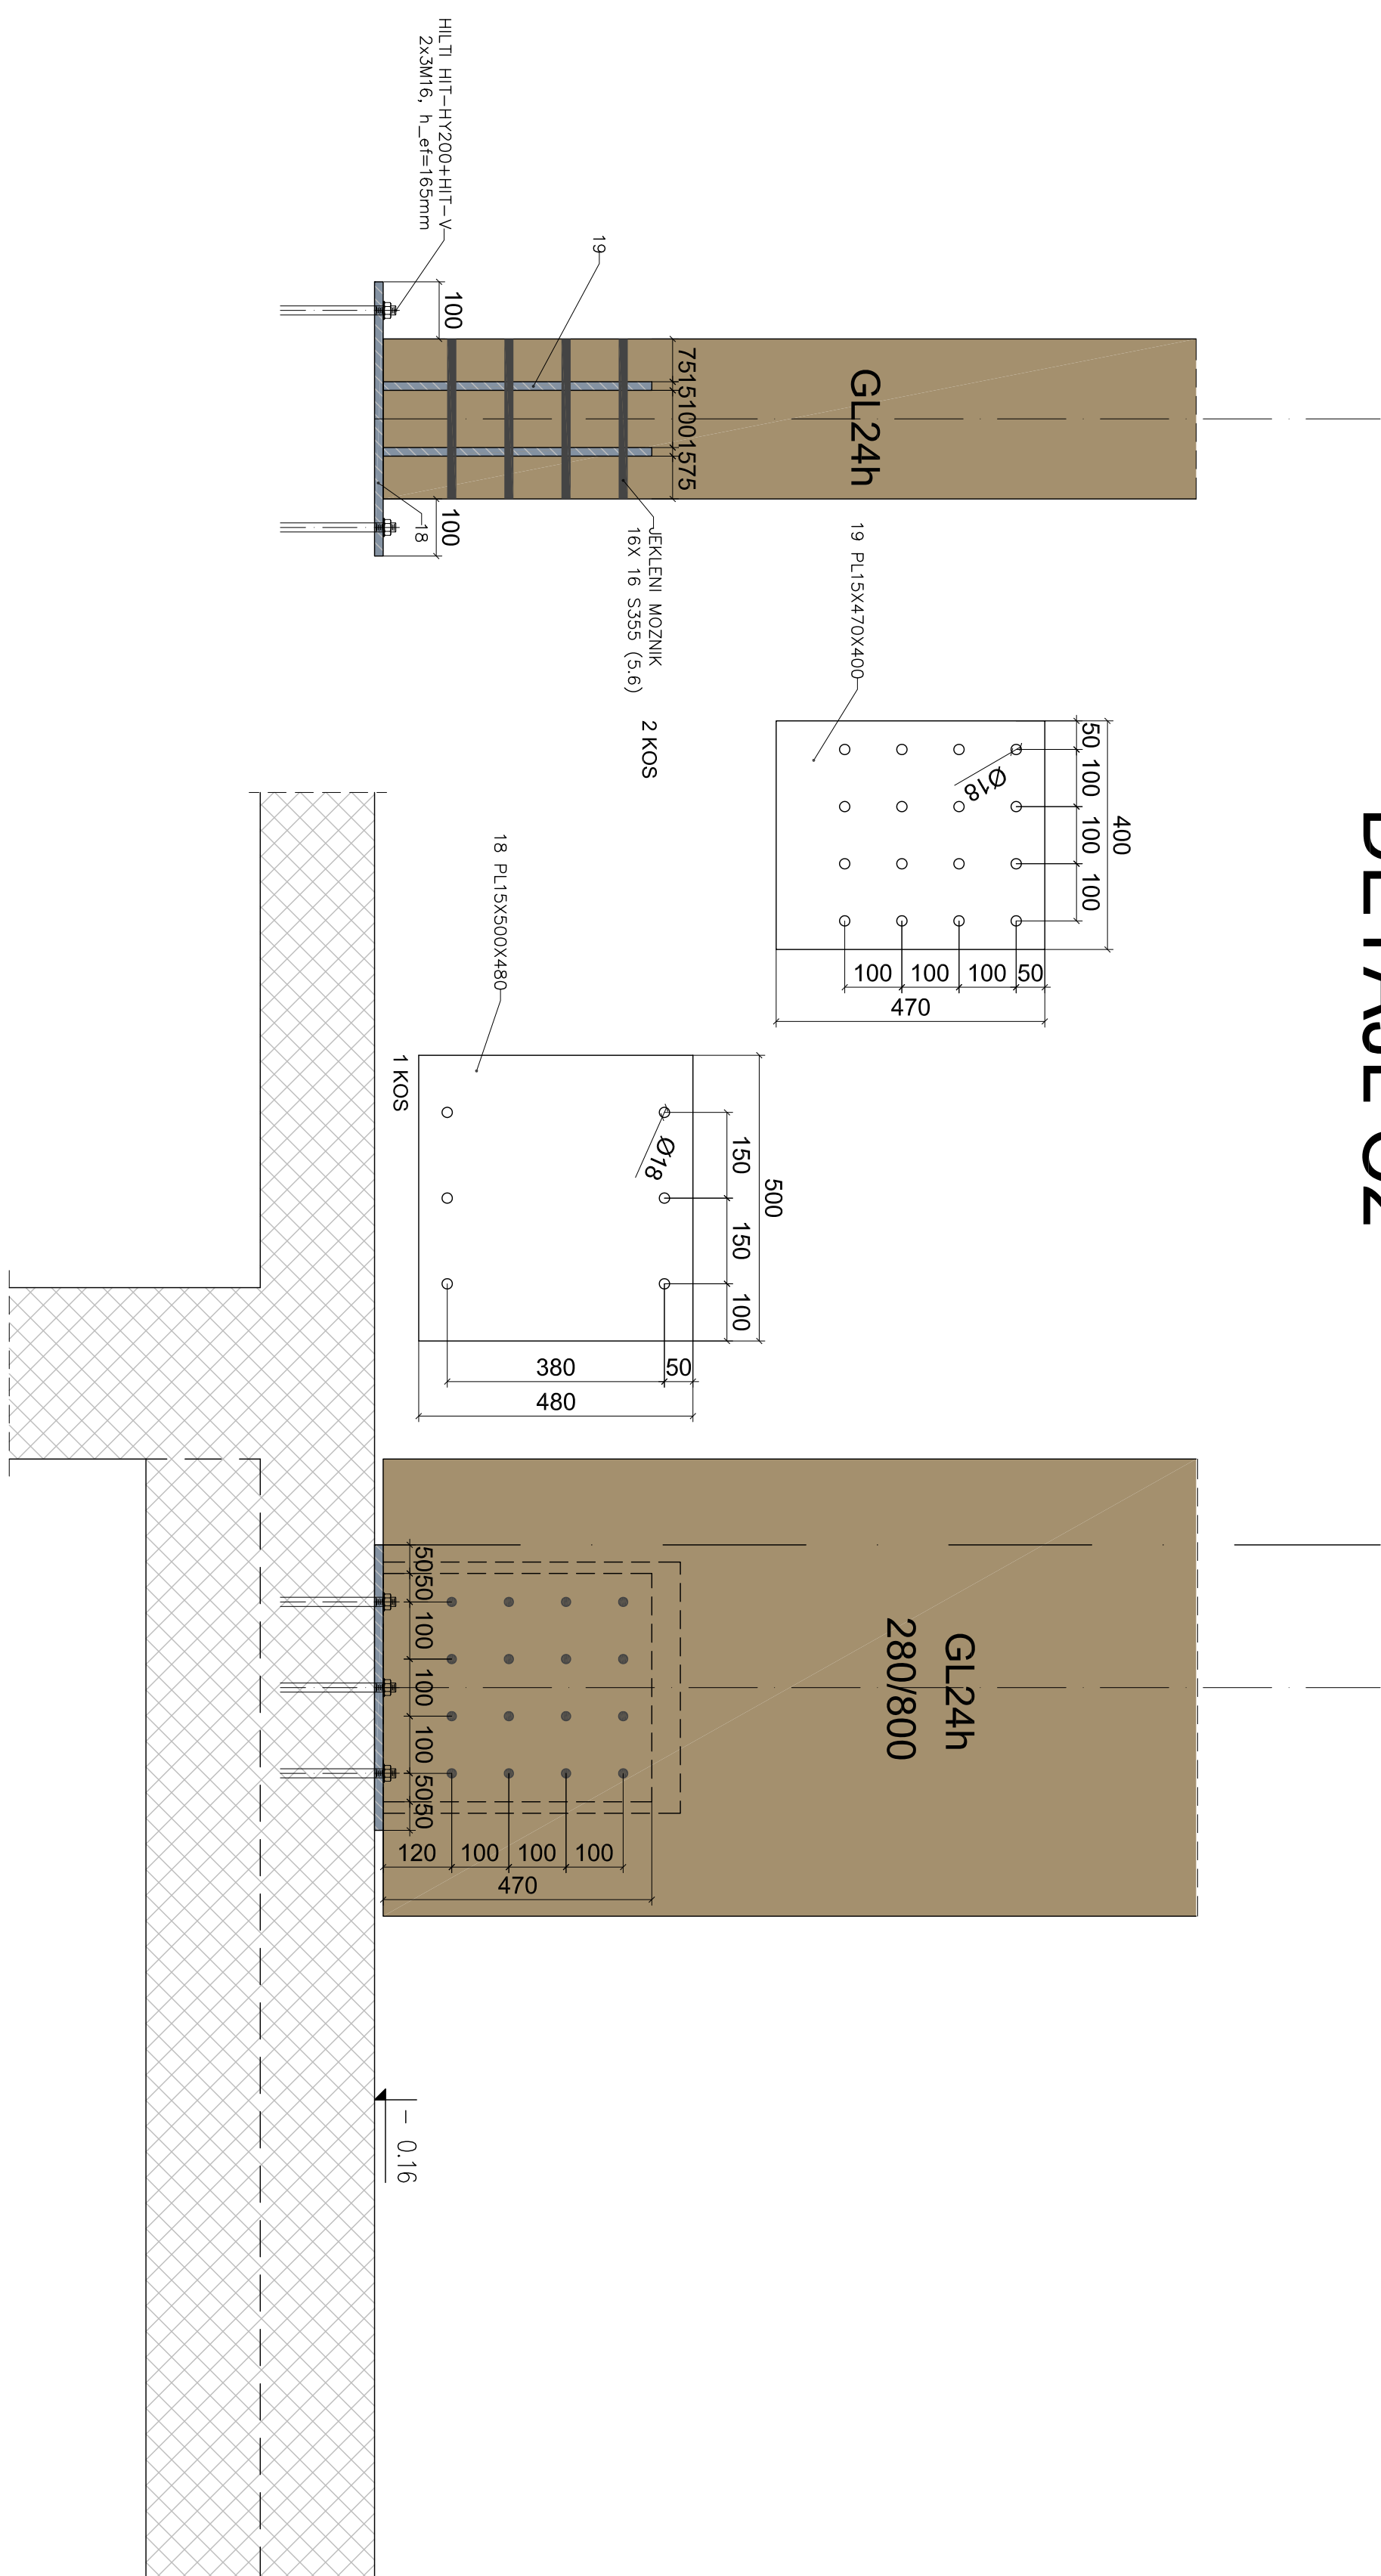 HILTI HIT-HY200+HIT-V
2x3M16, h_ef=165mm
19
100
75 15 100 15 75
GL24h
18
100
JEKLENI MOZNIK
16X 16 S355 (5.6)
19 PL15X470X400
2 KOS
50 100 100 100
400
Ø18
100 100 100 50
470
18 PL15X500X480
1 KOS
150 150 100
500
Ø18
380 50
480
GL24h
280/800
50 50 100 100 100 50 50
120 100 100 100
470
- 0.16